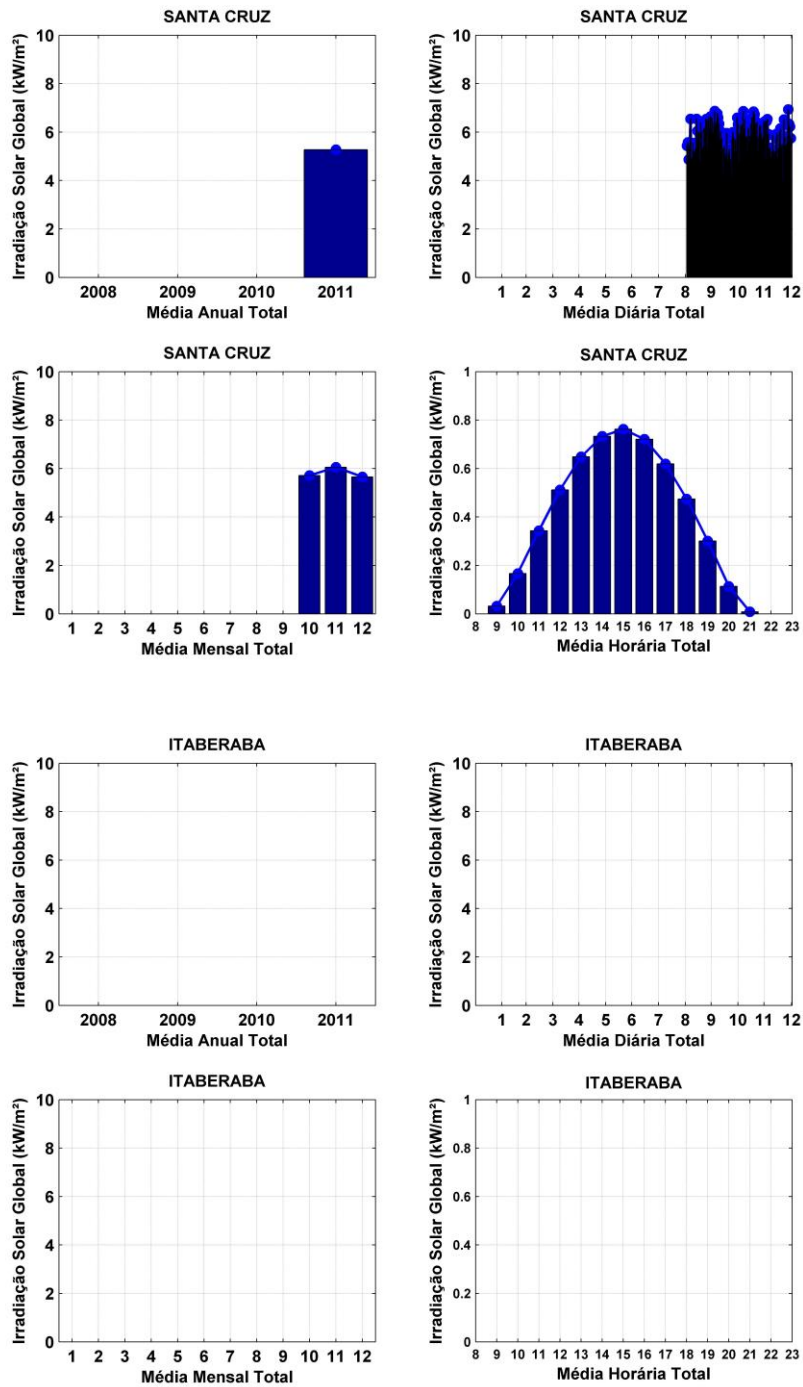 SANTA CRUZ
Irradiação Solar Global (kW/m²)
10
8
6
4
2
0
2008 2009 2010 2011
Média Anual Total
SANTA CRUZ
Irradiação Solar Global (kW/m²)
10
8
6
4
2
0
1 2 3 4 5 6 7 8 9 10 11 12
Média Diária Total
SANTA CRUZ
Irradiação Solar Global (kW/m²)
10
8
6
4
2
0
1 2 3 4 5 6 7 8 9 10 11 12
Média Mensal Total
SANTA CRUZ
Irradiação Solar Global (kW/m²)
1
0.8
0.6
0.4
0.2
0
8 9 10 11 12 13 14 15 16 17 18 19 20 21 22 23
Média Horária Total
ITABERABA
Irradiação Solar Global (kW/m²)
10
8
6
4
2
0
2008 2009 2010 2011
Média Anual Total
ITABERABA
Irradiação Solar Global (kW/m²)
10
8
6
4
2
0
1 2 3 4 5 6 7 8 9 10 11 12
Média Diária Total
ITABERABA
Irradiação Solar Global (kW/m²)
10
8
6
4
2
0
1 2 3 4 5 6 7 8 9 10 11 12
Média Mensal Total
ITABERABA
Irradiação Solar Global (kW/m²)
1
0.8
0.6
0.4
0.2
0
8 9 10 11 12 13 14 15 16 17 18 19 20 21 22 23
Média Horária Total